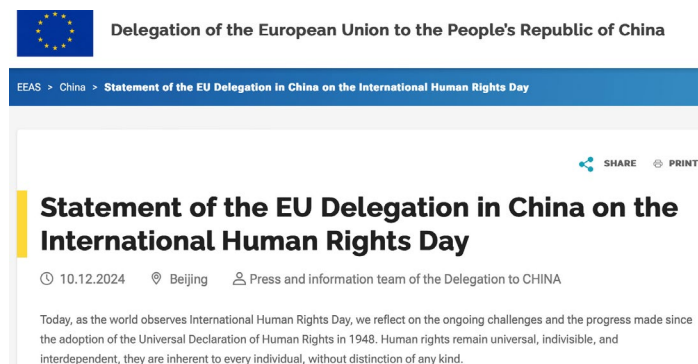 Delegation of the European Union to the People's Republic of China
EEAS > China > Statement of the EU Delegation in China on the International Human Rights Day
SHARE PRINT
Statement of the EU Delegation in China on the
International Human Rights Day
10.12.2024 Beijing Press and information team of the Delegation to CHINA
Today, as the world observes International Human Rights Day, we reflect on the ongoing challenges and the progress made since
the adoption of the Universal Declaration of Human Rights in 1948. Human rights remain universal, indivisible, and
interdependent, they are inherent to every individual, without distinction of any kind.